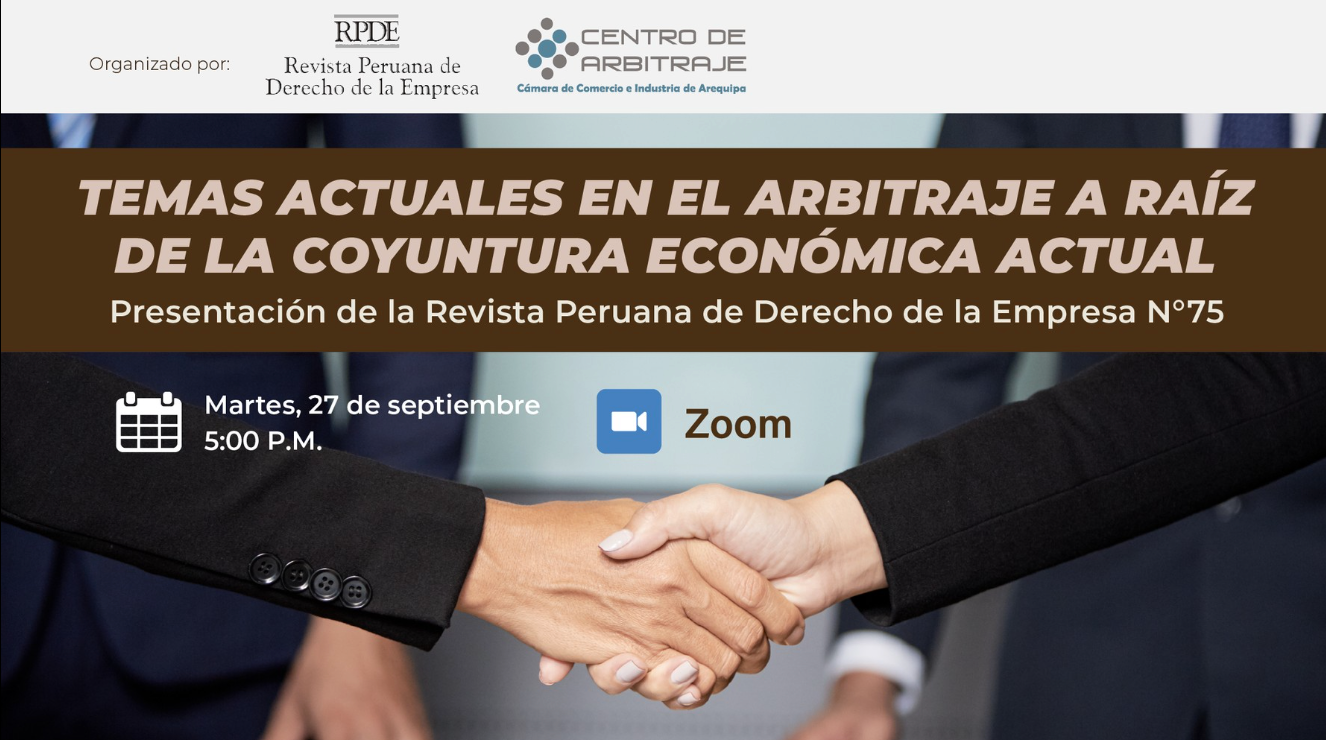 Organizado por:
RPDE
Revista Peruana de
Derecho de la Empresa
CENTRO DE
ARBITRAJE
Cámara de Comercio e Industria de Arequipa
TEMAS ACTUALES EN EL ARBITRAJE A RAÍZ
DE LA COYUNTURA ECONÓMICA ACTUAL
Presentación de la Revista Peruana de Derecho de la Empresa N°75
Martes, 27 de septiembre
5:00 P.M.
Zoom